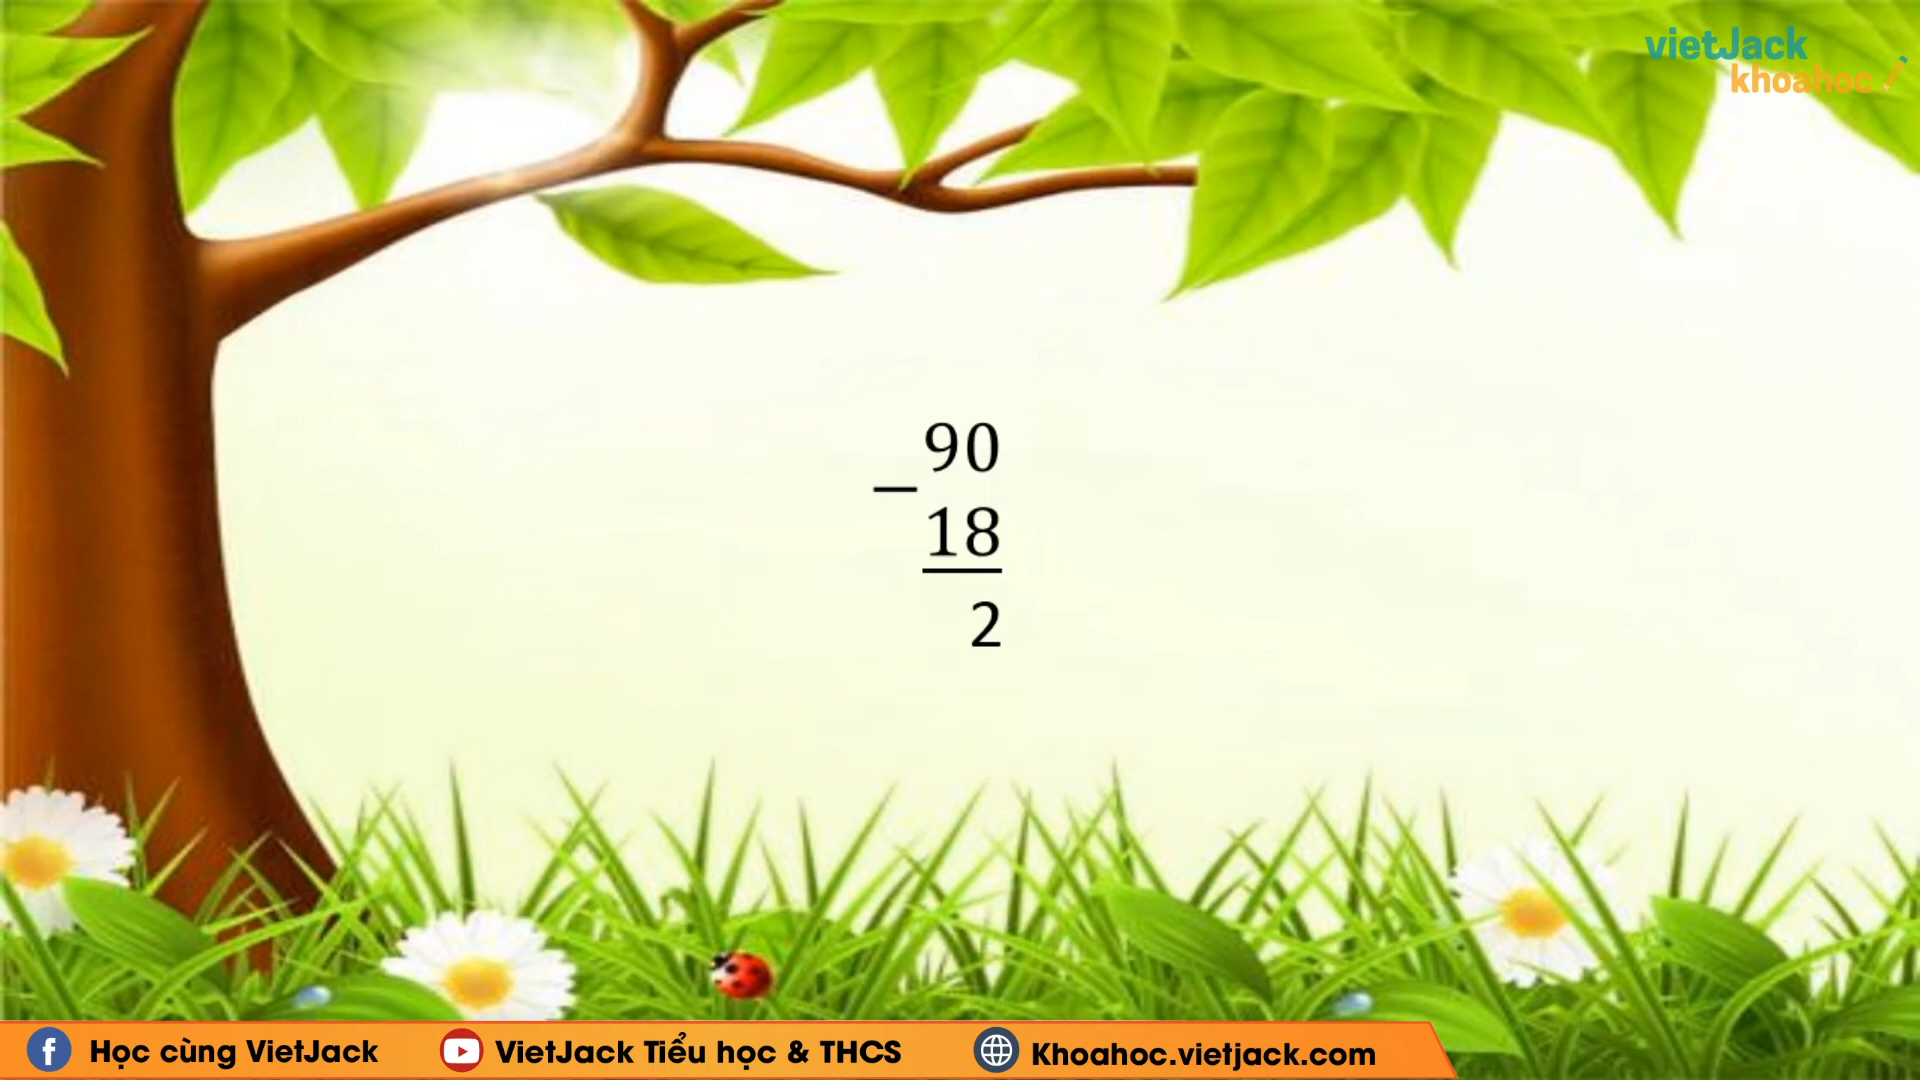 vietJack
khoahoc
90
−
18
2
Học cùng VietJack
VietJack Tiểu học & THCS
Khoahoc.vietjack.com